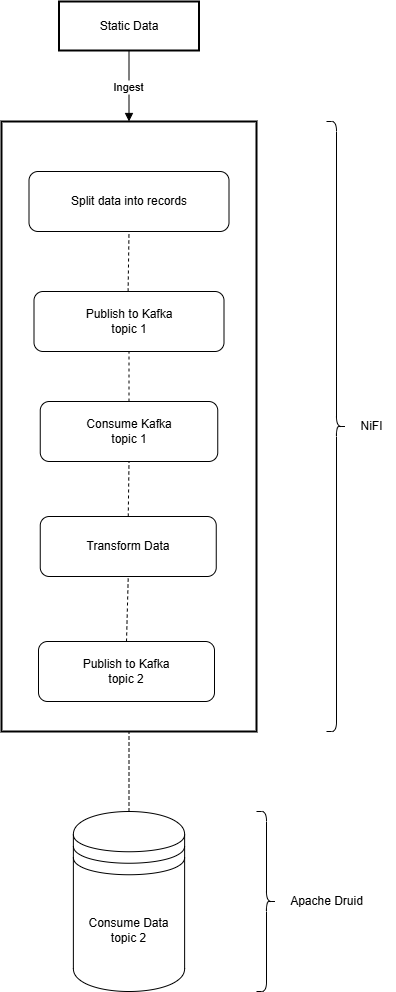 Static Data
Ingest
Split data into records
Publish to Kafka
topic 1
Consume Kafka
topic 1
NiFI
Transform Data
Publish to Kafka
topic 2
Consume Data
topic 2
Apache Druid